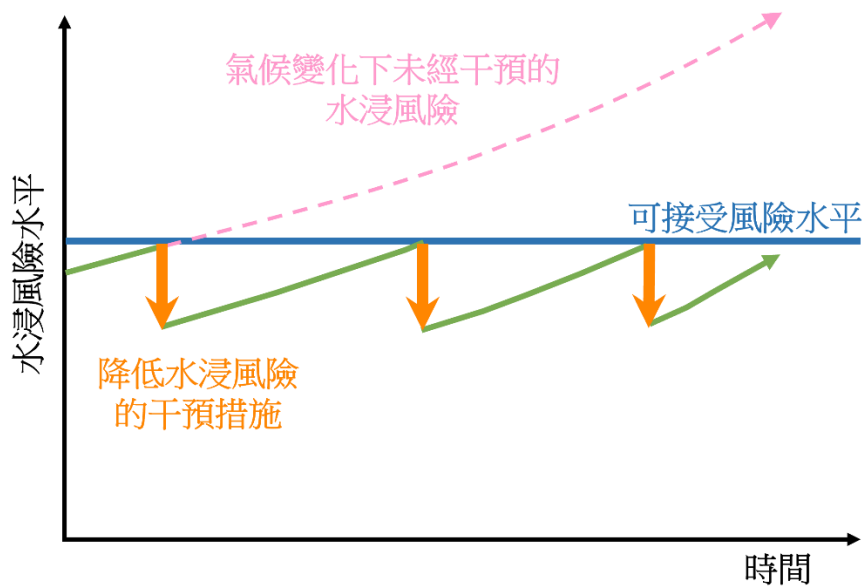 氣候變化下未經干預的
水浸風險
水浸風險水平
可接受風險水平
降低水浸風險
的干預措施
時間